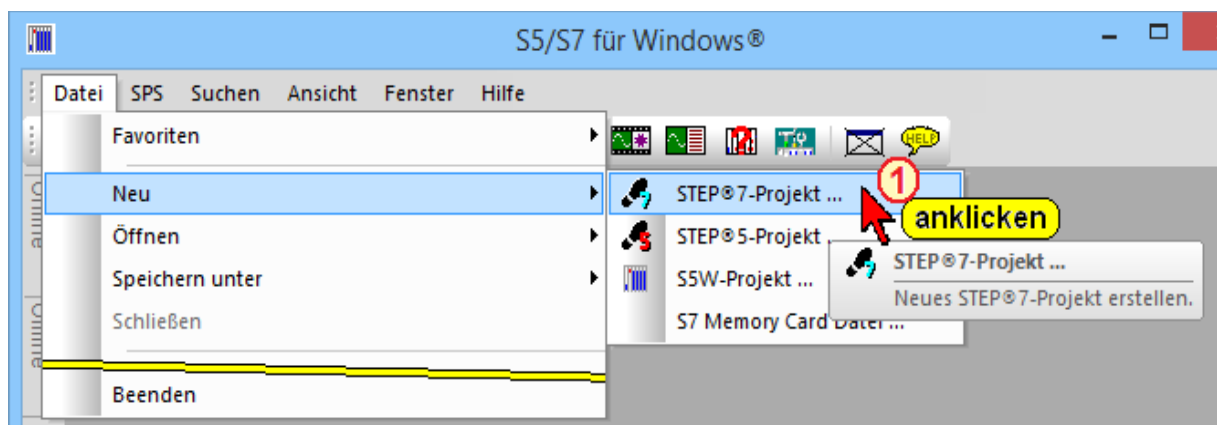 S5/S7 für Windows®
Datei SPS Suchen Ansicht Fenster Hilfe
Favoriten
HELP
Neu
STEP®7-Projekt ...
1
anklicken
Öffnen
STEP®5-Projekt
STEP®7-Projekt ...
Neues STEP®7-Projekt erstellen.
Speichern unter
S5W-Projekt ...
Schließen
S7 Memory Card Datei ...
Beenden